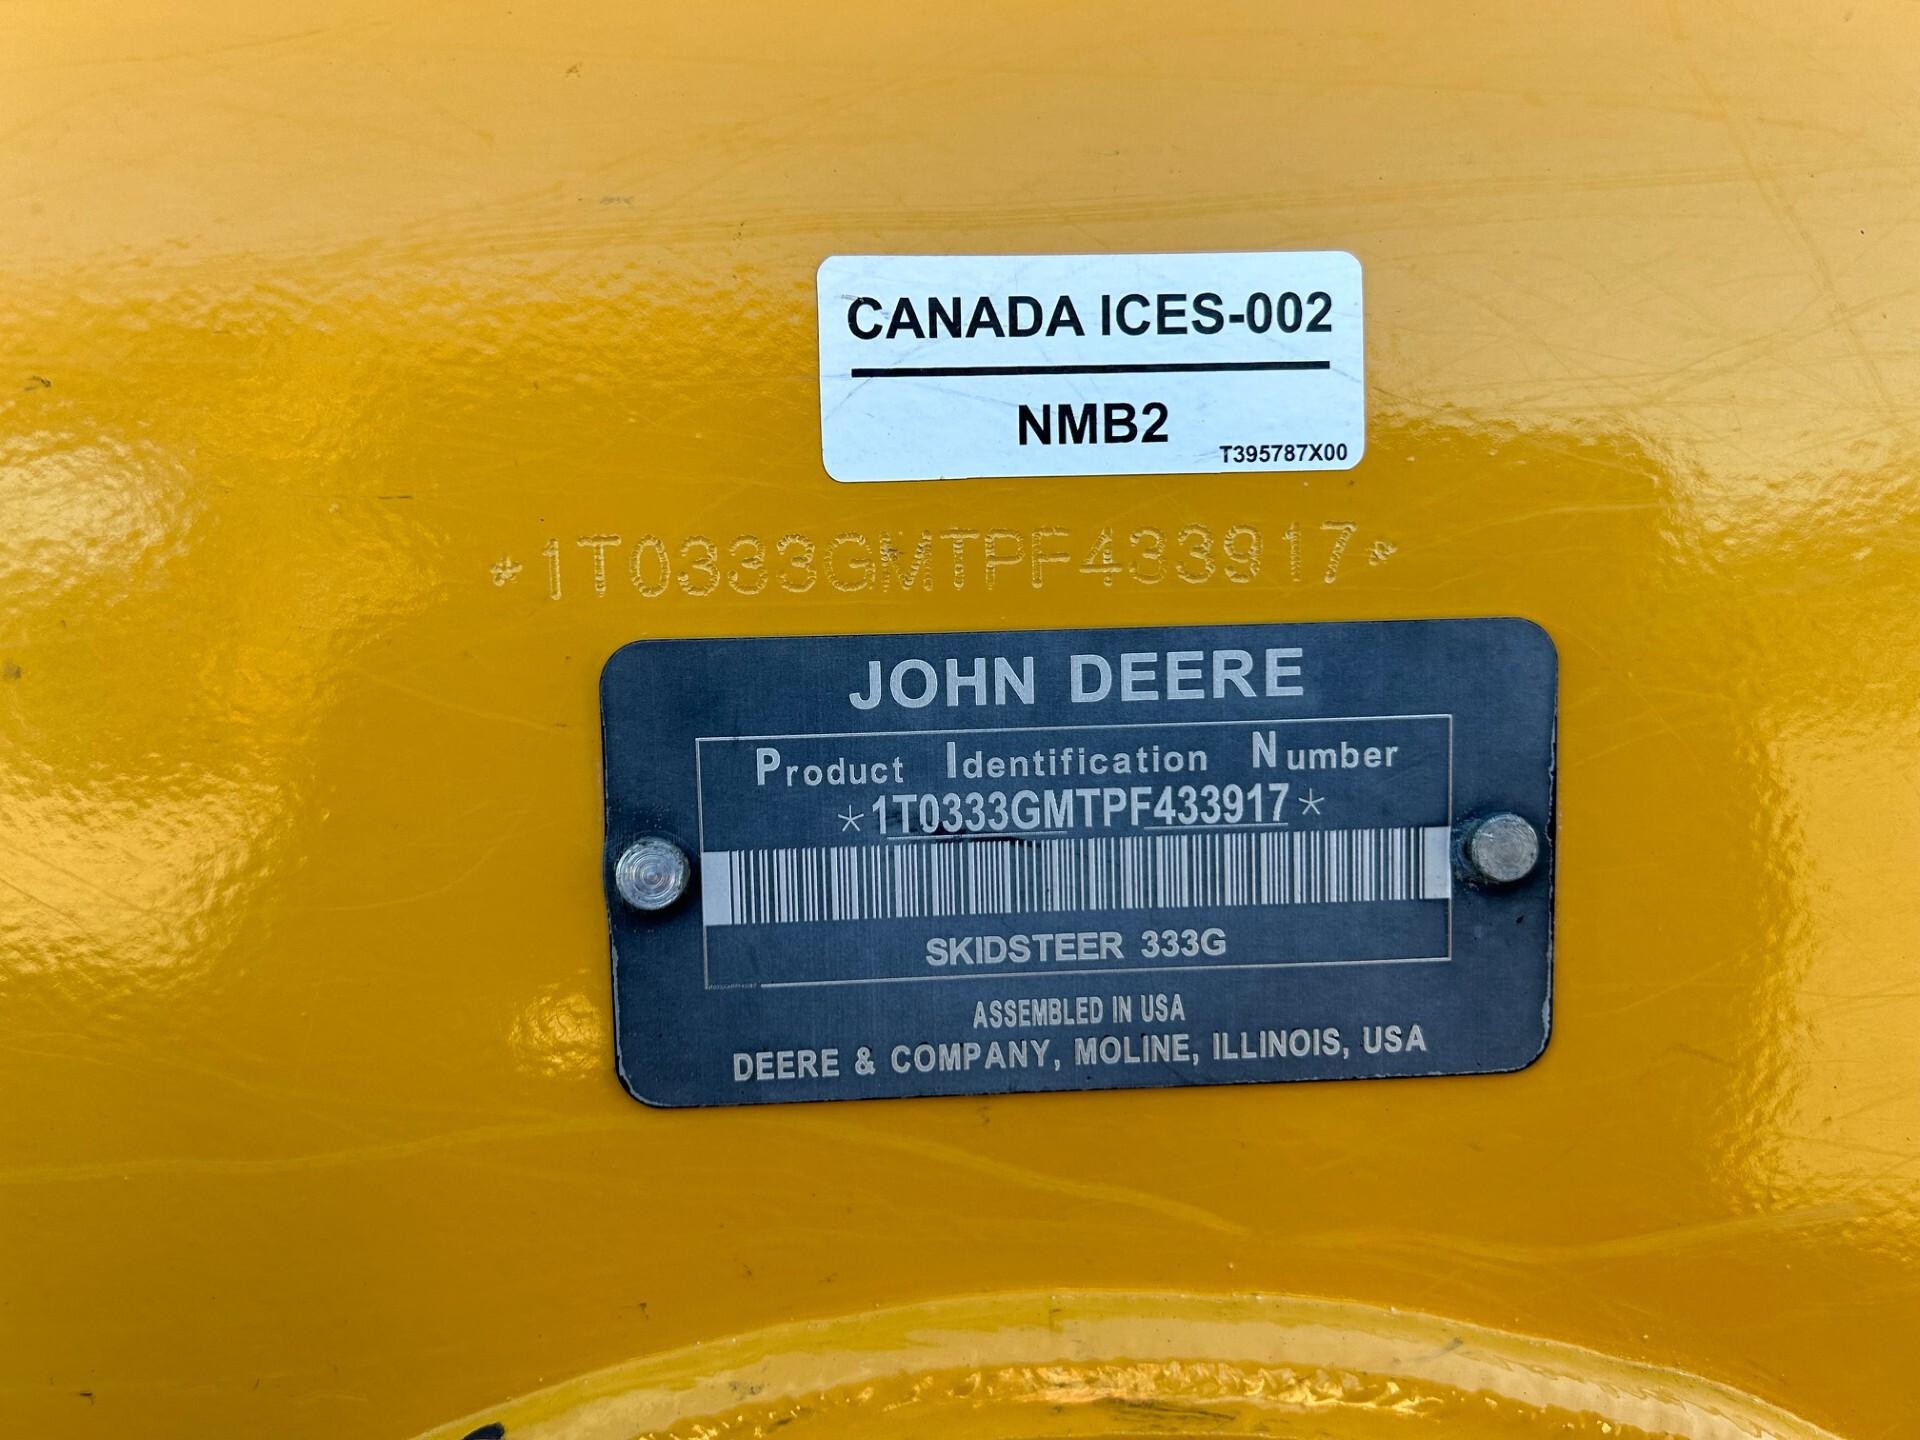 CANADA ICES-002
NMB2
T395787X00
*1T0333GMTPF433917*
JOHN DEERE
Product Identification Number
*1T0333GMTPF433917*
SKIDSTEER 333G
ASSEMBLED IN USA
DEERE & COMPANY, MOLINE, ILLINOIS, USA